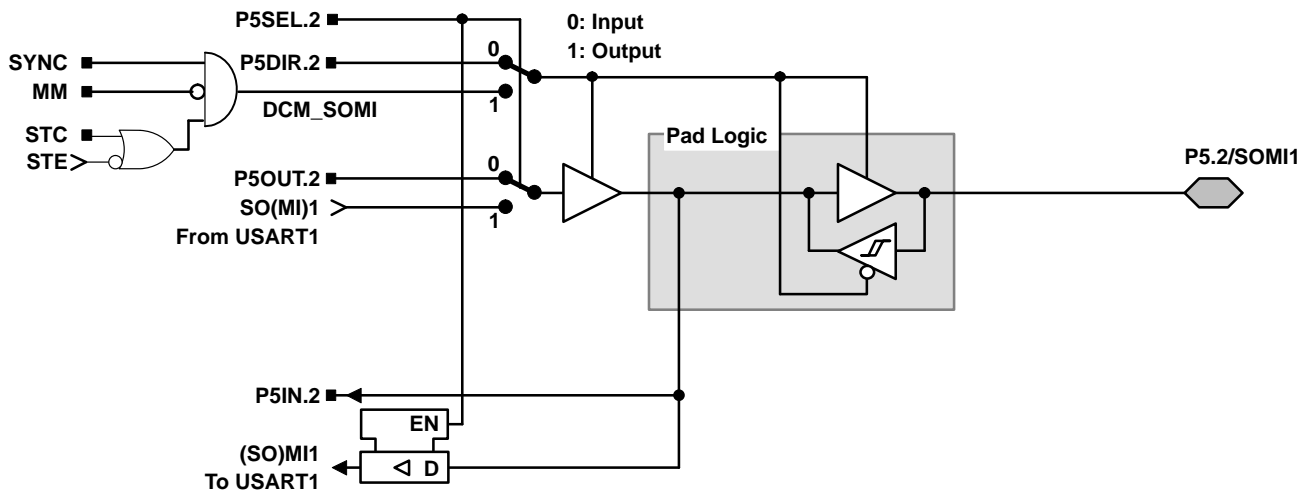 P5SEL.2
0: Input
1: Output
SYNC
P5DIR.2
0
MM
1
DCM_SOMI
STC
STE
Pad Logic
P5.2/SOMI1
P5OUT.2
0
SO(MI)1
1
From USART1
P5IN.2
EN
(SO)MI1
D
To USART1